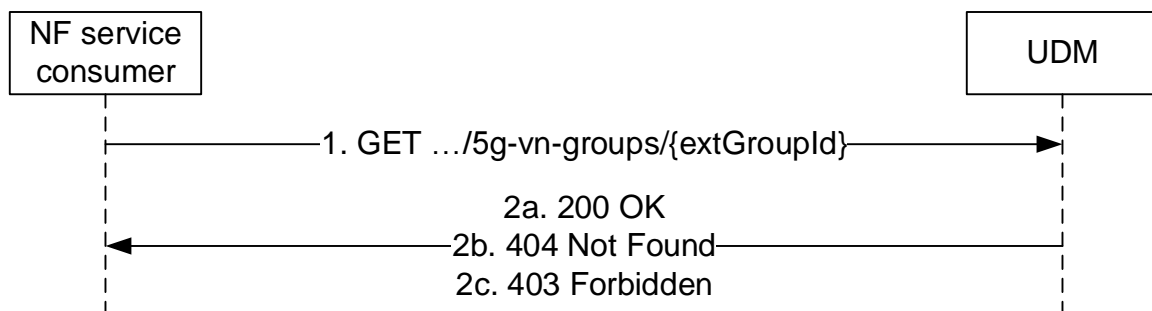 NF service
consumer
UDM
1. GET …/5g-vn-groups/{extGroupId}
2a. 200 OK
2b. 404 Not Found
2c. 403 Forbidden